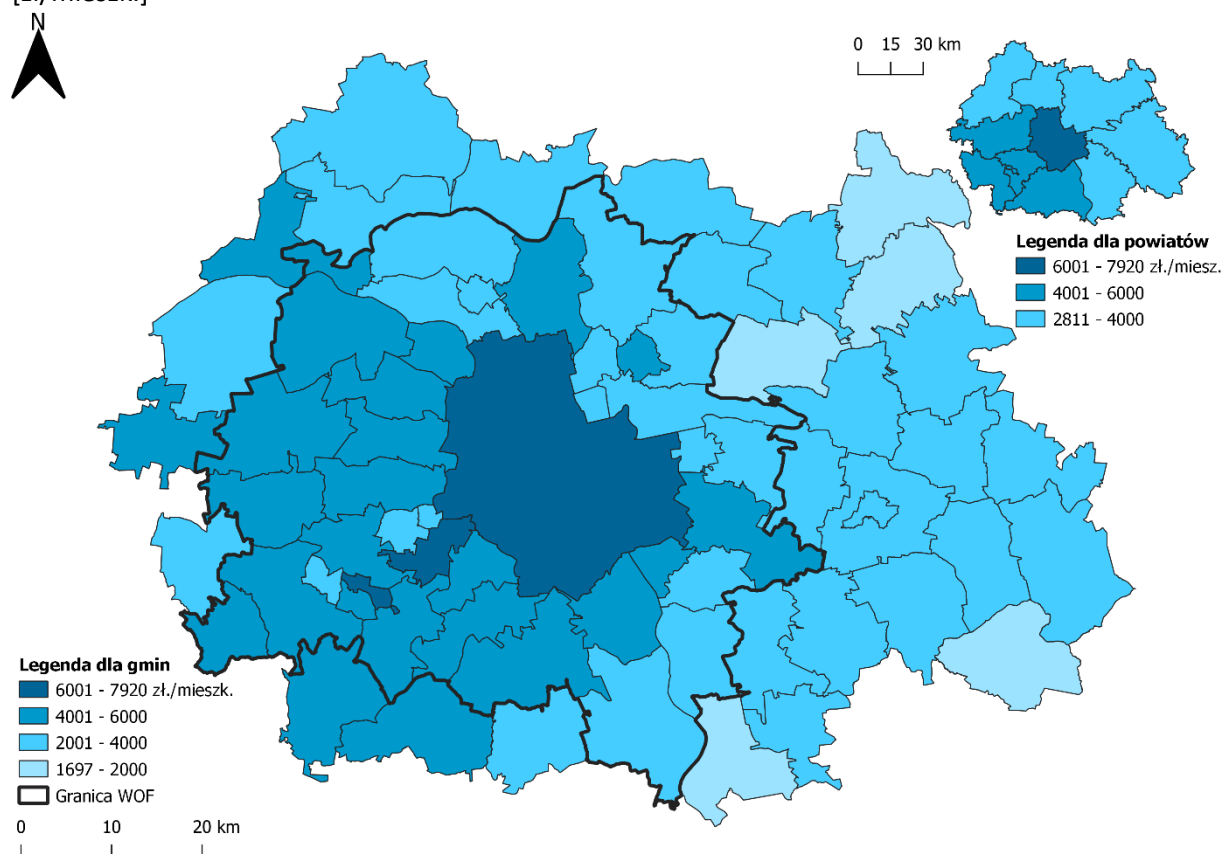 N
0 15 30 km
Legenda dla powiatów
6001 - 7920 zł./miesz.
4001 - 6000
2811 - 4000
Legenda dla gmin
6001 - 7920 zł./mieszk.
4001 - 6000
2001 - 4000
1697 - 2000
Granica WOF
0 10 20 km